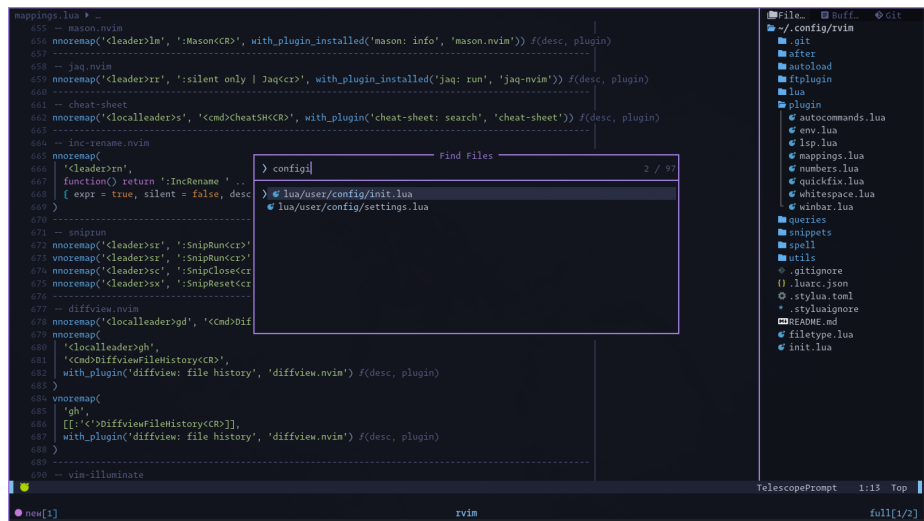 mappings.lua ▶ …
655 -- mason.nvim
656 nnoremap('<leader>lm', ':Mason<CR>', with_plugin_installed('mason: info', 'mason.nvim')) f(desc, plugin)
657 --------------------------------------------------------------------------------
658 -- jaq.nvim
659 nnoremap('<leader>rr', ':silent only | Jaq<cr>', with_plugin_installed('jaq: run', 'jaq-nvim')) f(desc, plugin)
660 --------------------------------------------------------------------------------
661 -- cheat-sheet
662 nnoremap('<localleader>s', '<cmd>CheatSH<CR>', with_plugin('cheat-sheet: search', 'cheat-sheet')) f(desc, plugin)
663 --------------------------------------------------------------------------------
664 -- inc-rename.nvim
665 nnoremap(
666 '<leader>rn',
667 function() return ':IncRename ' ..
668 { expr = true, silent = false, desc
669 )
670 --------------------------------------------------------------------------------
671 -- sniprun
672 nnoremap('<leader>sr', ':SnipRun<cr>'
673 vnoremap('<leader>sr', ':SnipRun<cr>'
674 nnoremap('<leader>sc', ':SnipClose<cr
675 nnoremap('<leader>sx', ':SnipReset<cr
676 --------------------------------------------------------------------------------
677 -- diffview.nvim
678 nnoremap('<localleader>gd', '<Cmd>Dif
679 nnoremap(
680 '<localleader>gh',
681 '<Cmd>DiffviewFileHistory<CR>',
682 with_plugin('diffview: file history', 'diffview.nvim') f(desc, plugin)
683 )
684 vnoremap(
685 'gh',
686 [[:'<'>DiffviewFileHistory<CR>]],
687 with_plugin('diffview: file history', 'diffview.nvim') f(desc, plugin)
688 )
689 --------------------------------------------------------------------------------
690 -- vim-illuminate
Find Files
❯ configi 2 / 97
❯ lua/user/config/init.lua
lua/user/config/settings.lua
File… Buff… Git
~/.config/rvim
.git
after
autoload
ftplugin
lua
plugin
autocommands.lua
env.lua
lsp.lua
mappings.lua
numbers.lua
quickfix.lua
whitespace.lua
winbar.lua
queries
snippets
spell
utils
.gitignore
.luarc.json
.stylua.toml
.styluaignore
README.md
filetype.lua
init.lua
TelescopePrompt 1:13 Top
new[1] rvim full[1/2]